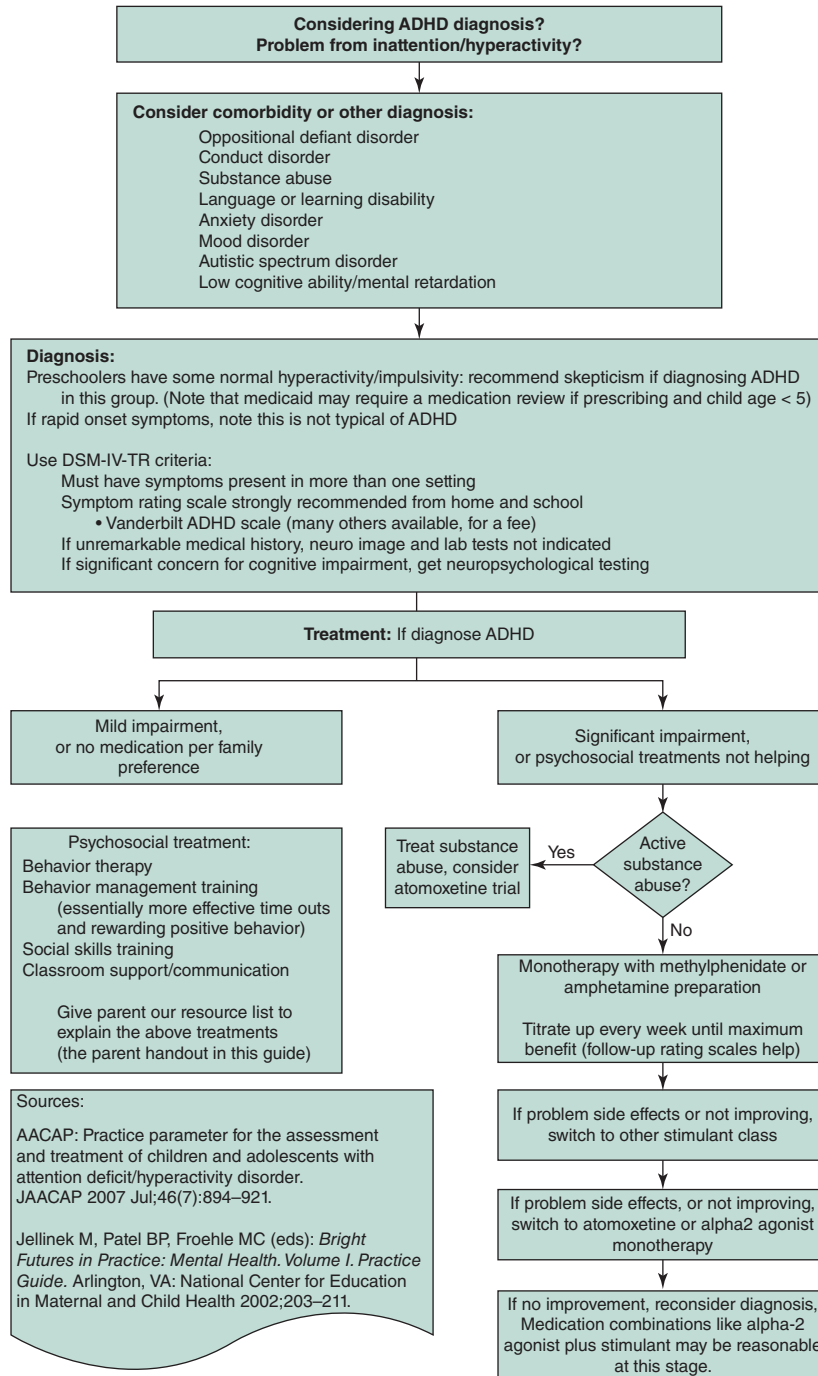 Considering ADHD diagnosis?
Problem from inattention/hyperactivity?
Consider comorbidity or other diagnosis:
Oppositional defiant disorder
Conduct disorder
Substance abuse
Language or learning disability
Anxiety disorder
Mood disorder
Autistic spectrum disorder
Low cognitive ability/mental retardation
Diagnosis:
Preschoolers have some normal hyperactivity/impulsivity: recommend skepticism if diagnosing ADHD
in this group. (Note that medicaid may require a medication review if prescribing and child age < 5)
If rapid onset symptoms, note this is not typical of ADHD
Use DSM-IV-TR criteria:
Must have symptoms present in more than one setting
Symptom rating scale strongly recommended from home and school
• Vanderbilt ADHD scale (many others available, for a fee)
If unremarkable medical history, neuro image and lab tests not indicated
If significant concern for cognitive impairment, get neuropsychological testing
Treatment: If diagnose ADHD
Mild impairment,
or no medication per family
preference
Significant impairment,
or psychosocial treatments not helping
Psychosocial treatment:
Behavior therapy
Behavior management training
(essentially more effective time outs
and rewarding positive behavior)
Social skills training
Classroom support/communication
Give parent our resource list to
explain the above treatments
(the parent handout in this guide)
Active
substance
abuse?
Yes
Treat substance
abuse, consider
atomoxetine trial
No
Monotherapy with methylphenidate or
amphetamine preparation
Titrate up every week until maximum
benefit (follow-up rating scales help)
If problem side effects or not improving,
switch to other stimulant class
If problem side effects, or not improving,
switch to atomoxetine or alpha2 agonist
monotherapy
If no improvement, reconsider diagnosis,
Medication combinations like alpha-2
agonist plus stimulant may be reasonable
at this stage.
Sources:
AACAP: Practice parameter for the assessment
and treatment of children and adolescents with
attention deficit/hyperactivity disorder.
JAACAP 2007 Jul;46(7):894–921.
Jellinek M, Patel BP, Froehle MC (eds): Bright
Futures in Practice: Mental Health. Volume I. Practice
Guide. Arlington, VA: National Center for Education
in Maternal and Child Health 2002;203–211.